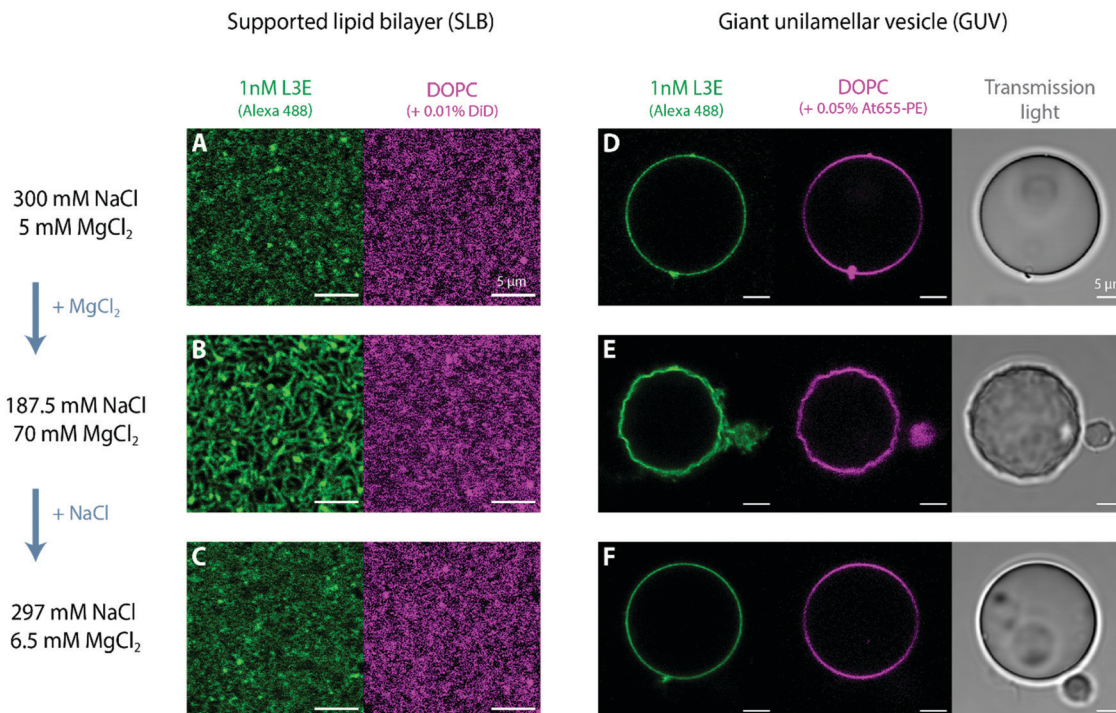 Supported lipid bilayer (SLB)
Giant unilamellar vesicle (GUV)
1nM L3E
(Alexa 488)
DOPC
(+ 0.01% DiD)
1nM L3E
(Alexa 488)
DOPC
(+ 0.05% At655-PE)
Transmission
light
300 mM NaCl
5 mM MgCl₂
A
5 µm
D
5 µm
+ MgCl₂
187.5 mM NaCl
70 mM MgCl₂
B
E
+ NaCl
297 mM NaCl
6.5 mM MgCl₂
C
F